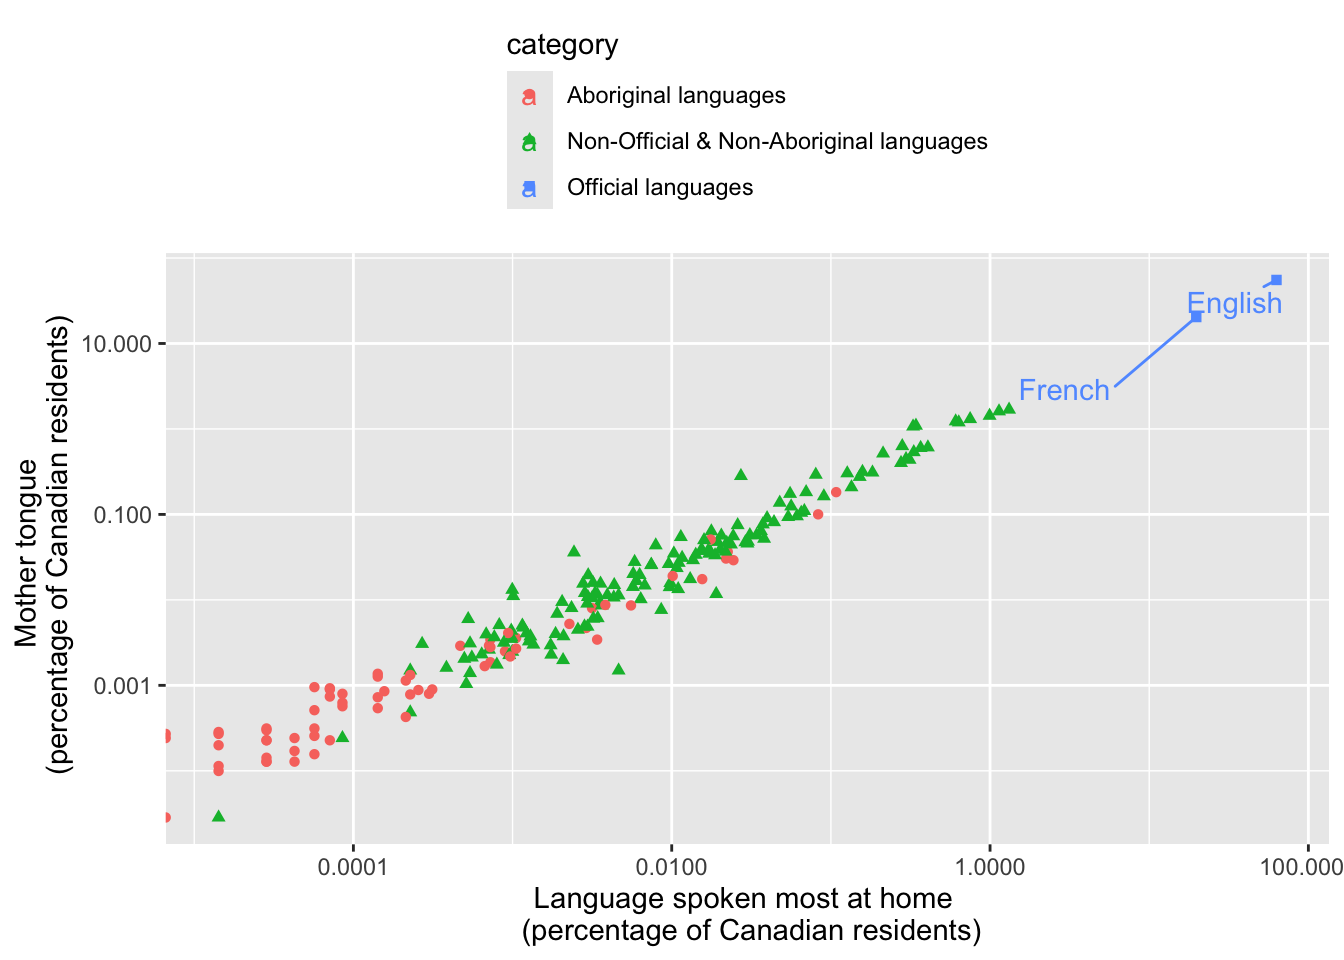 category
a Aboriginal languages
a Non-Official & Non-Aboriginal languages
a Official languages
English
French
10.000
0.100
0.001
Mother tongue
(percentage of Canadian residents)
0.0001 0.0100 1.0000 100.000
Language spoken most at home
(percentage of Canadian residents)